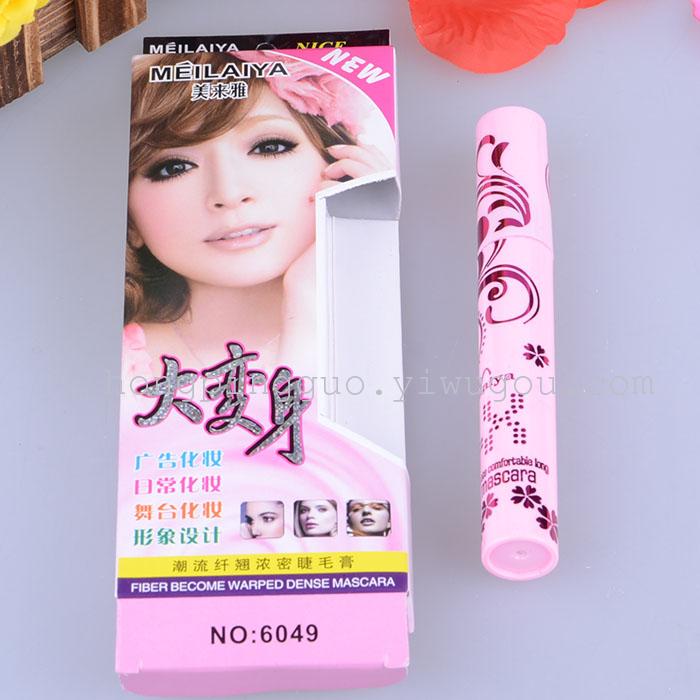 MEILAIYA NICE
MEILAIYA
美来雅
NEW
大变身
广告化妆
日常化妆
舞台化妆
形象设计
潮流纤翘浓密睫毛膏
FIBER BECOME WARPED DENSE MASCARA
NO:6049
hongpingguo.yiwugou.com
iya
K
comfortable long
mascara